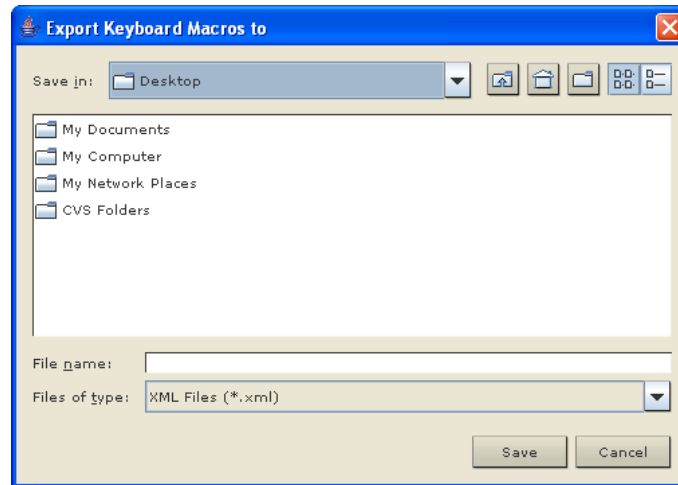 Export Keyboard Macros to
Save in: Desktop
My Documents
My Computer
My Network Places
CVS Folders
File name:
Files of type: XML Files (*.xml)
Save Cancel